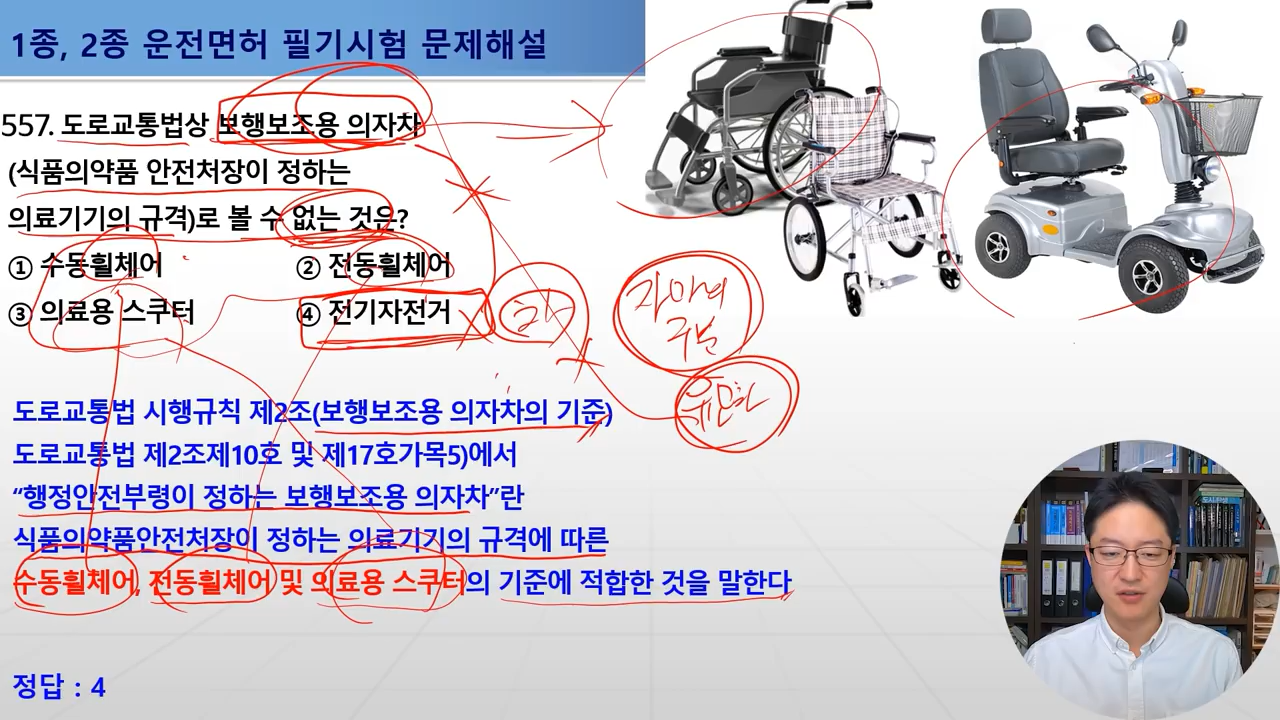 1종, 2종 운전면허 필기시험 문제해설
557. 도로교통법상 보행보조용 의자차
(식품의약품 안전처장이 정하는
의료기기의 규격)로 볼 수 없는 것은?
① 수동휠체어 ② 전동휠체어
③ 의료용 스쿠터 ④ 전기자전거
차
유모차
도로교통법 시행규칙 제2조(보행보조용 의자차의 기준)
도로교통법 제2조제10호 및 제17호가목5)에서
“행정안전부령이 정하는 보행보조용 의자차”란
식품의약품안전처장이 정하는 의료기기의 규격에 따른
수동휠체어, 전동휠체어 및 의료용 스쿠터의 기준에 적합한 것을 말한다
정답 : 4